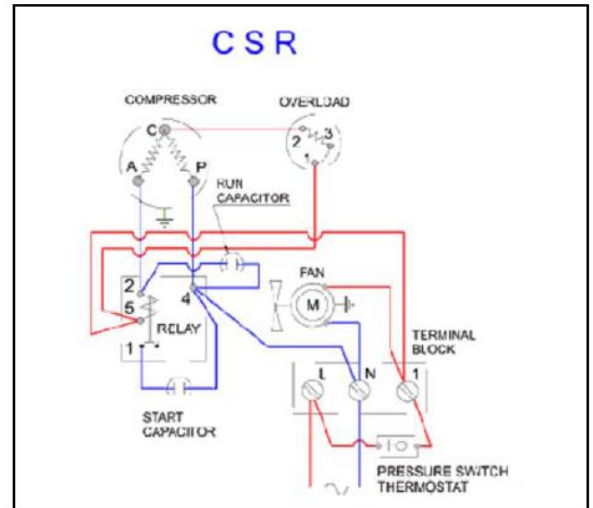 C S R
COMPRESSOR
OVERLOAD
C
2
3
1
A
P
RUN
CAPACITOR
2
5
4
RELAY
1
FAN
M
TERMINAL
BLOCK
L
N
1
START
CAPACITOR
PRESSURE SWITCH
THERMOSTAT